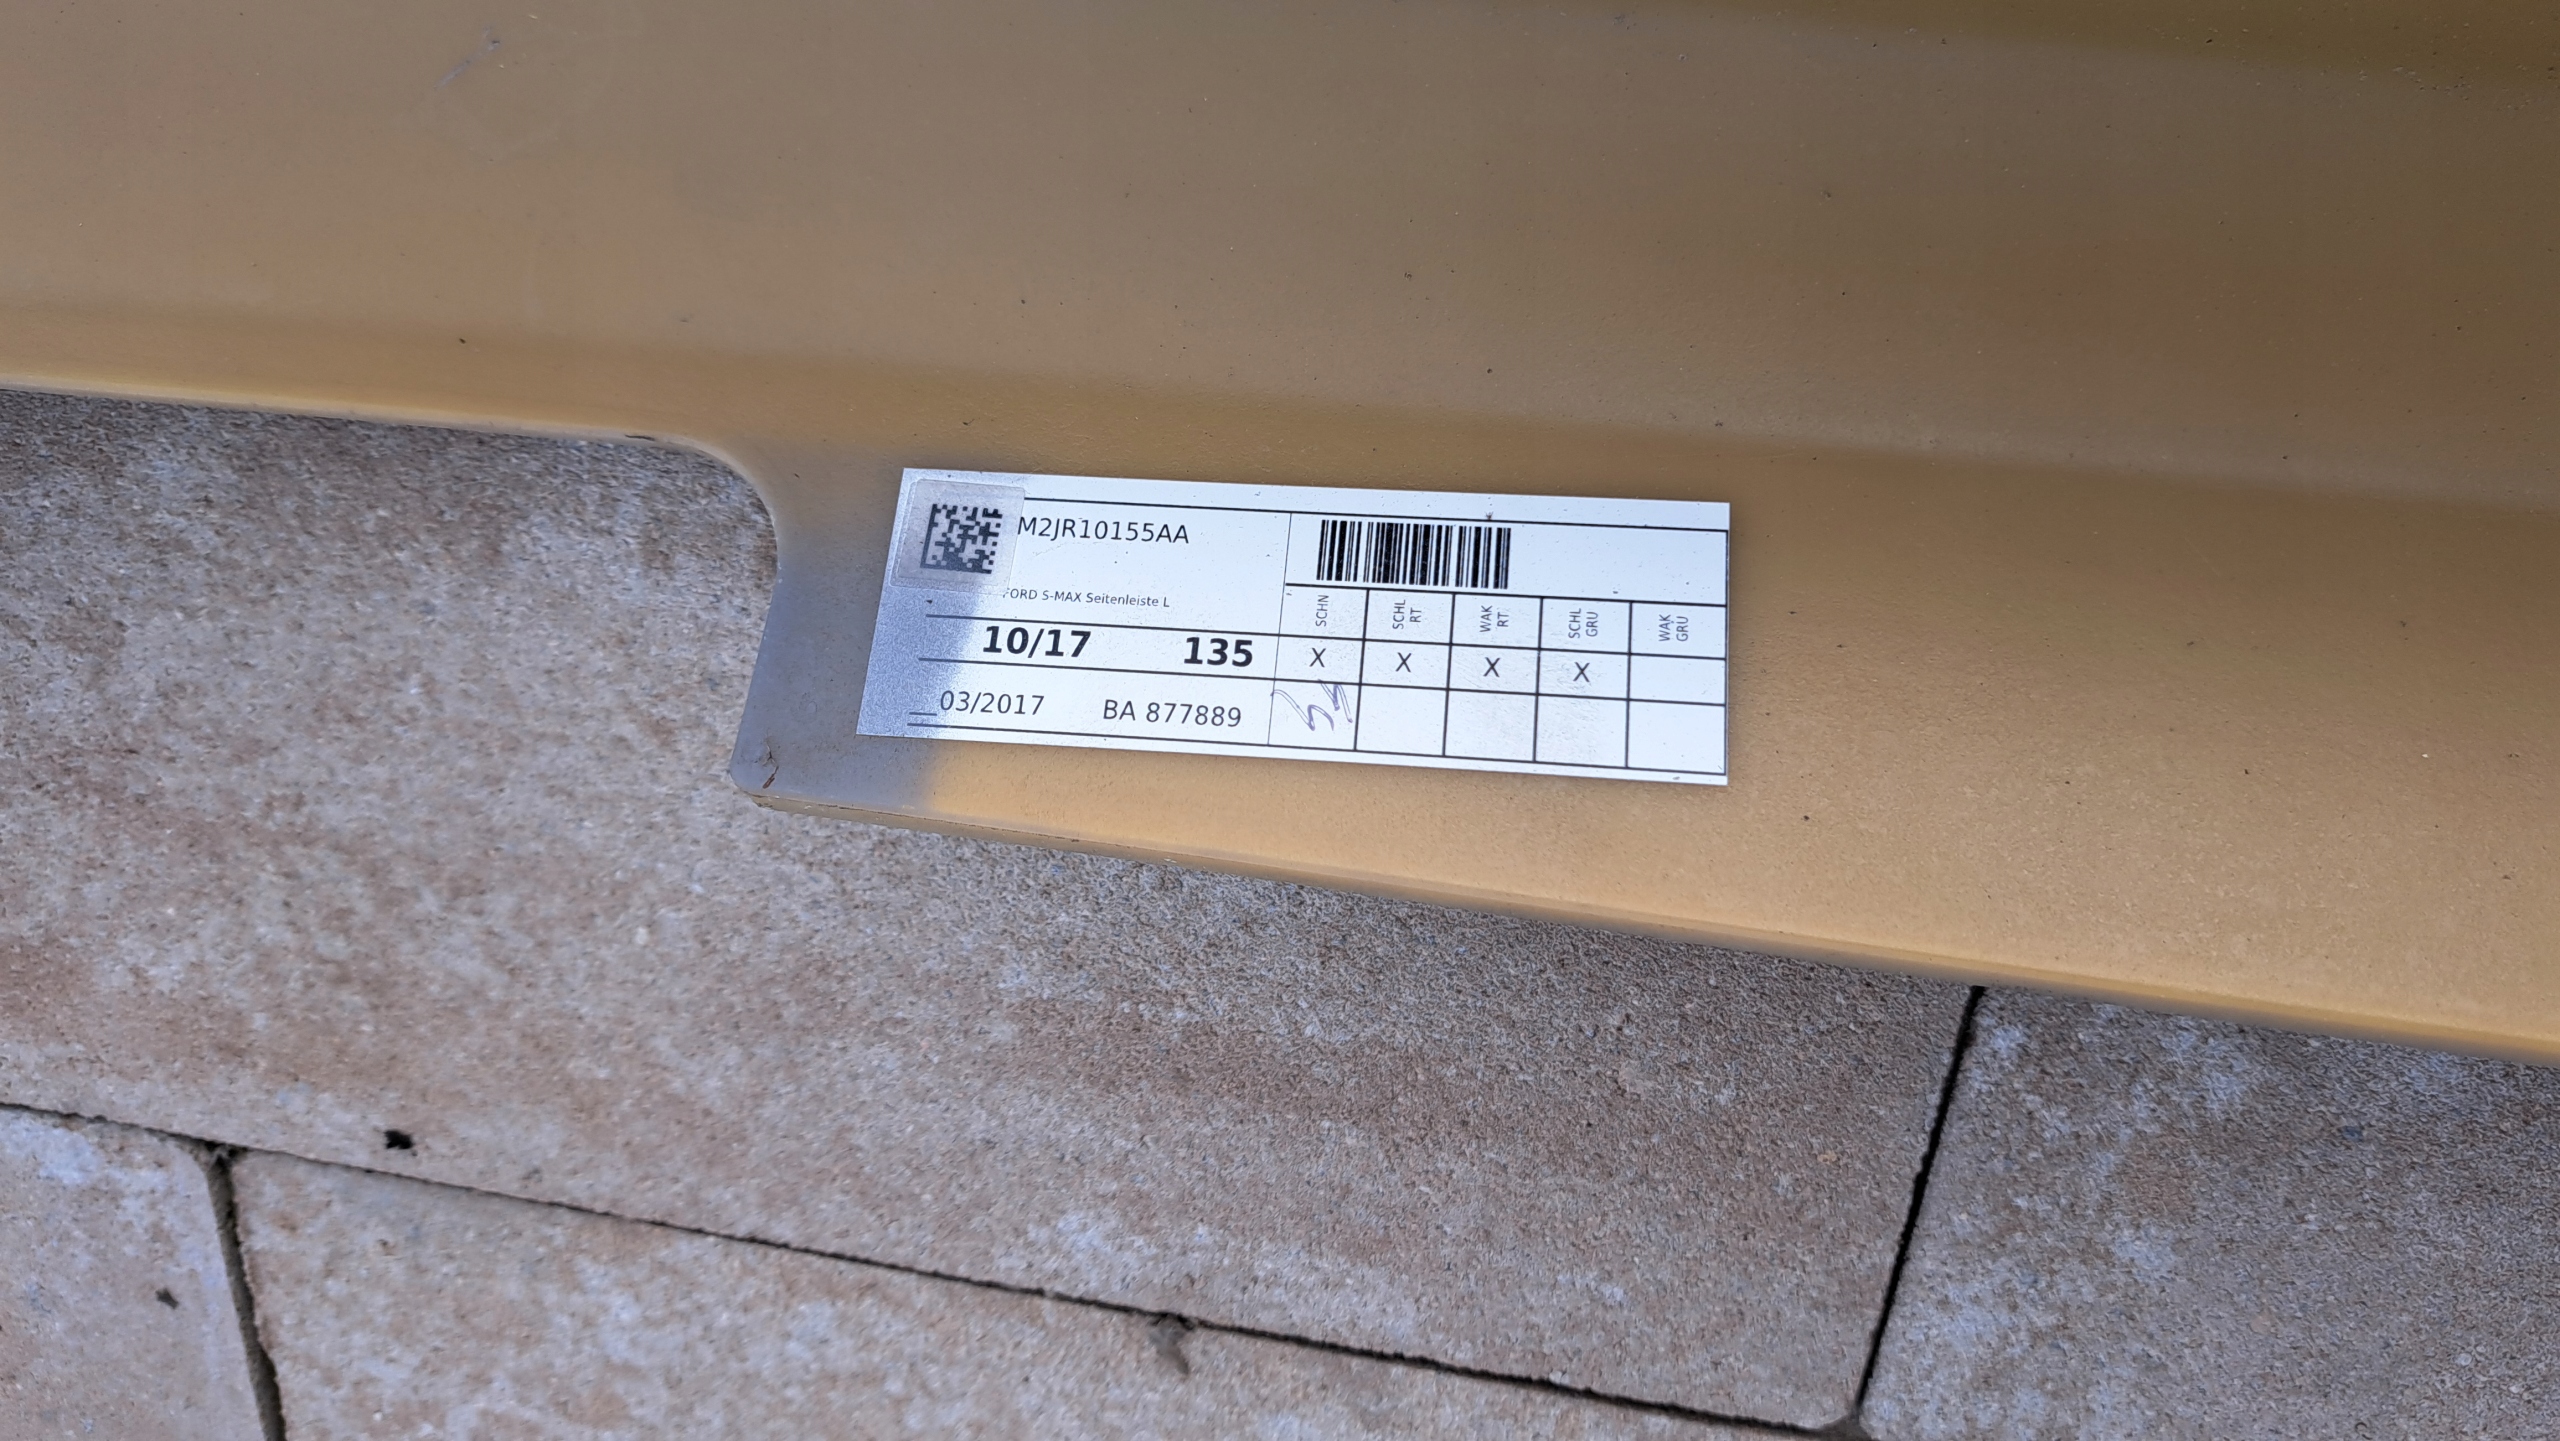 M2JR10155AA
FORD S-MAX Seitenleiste L
10/17 135
03/2017 BA 877889
SCHN
SCHL RT
WAK RT
SCHL GRU
WAK GRU
X X X X